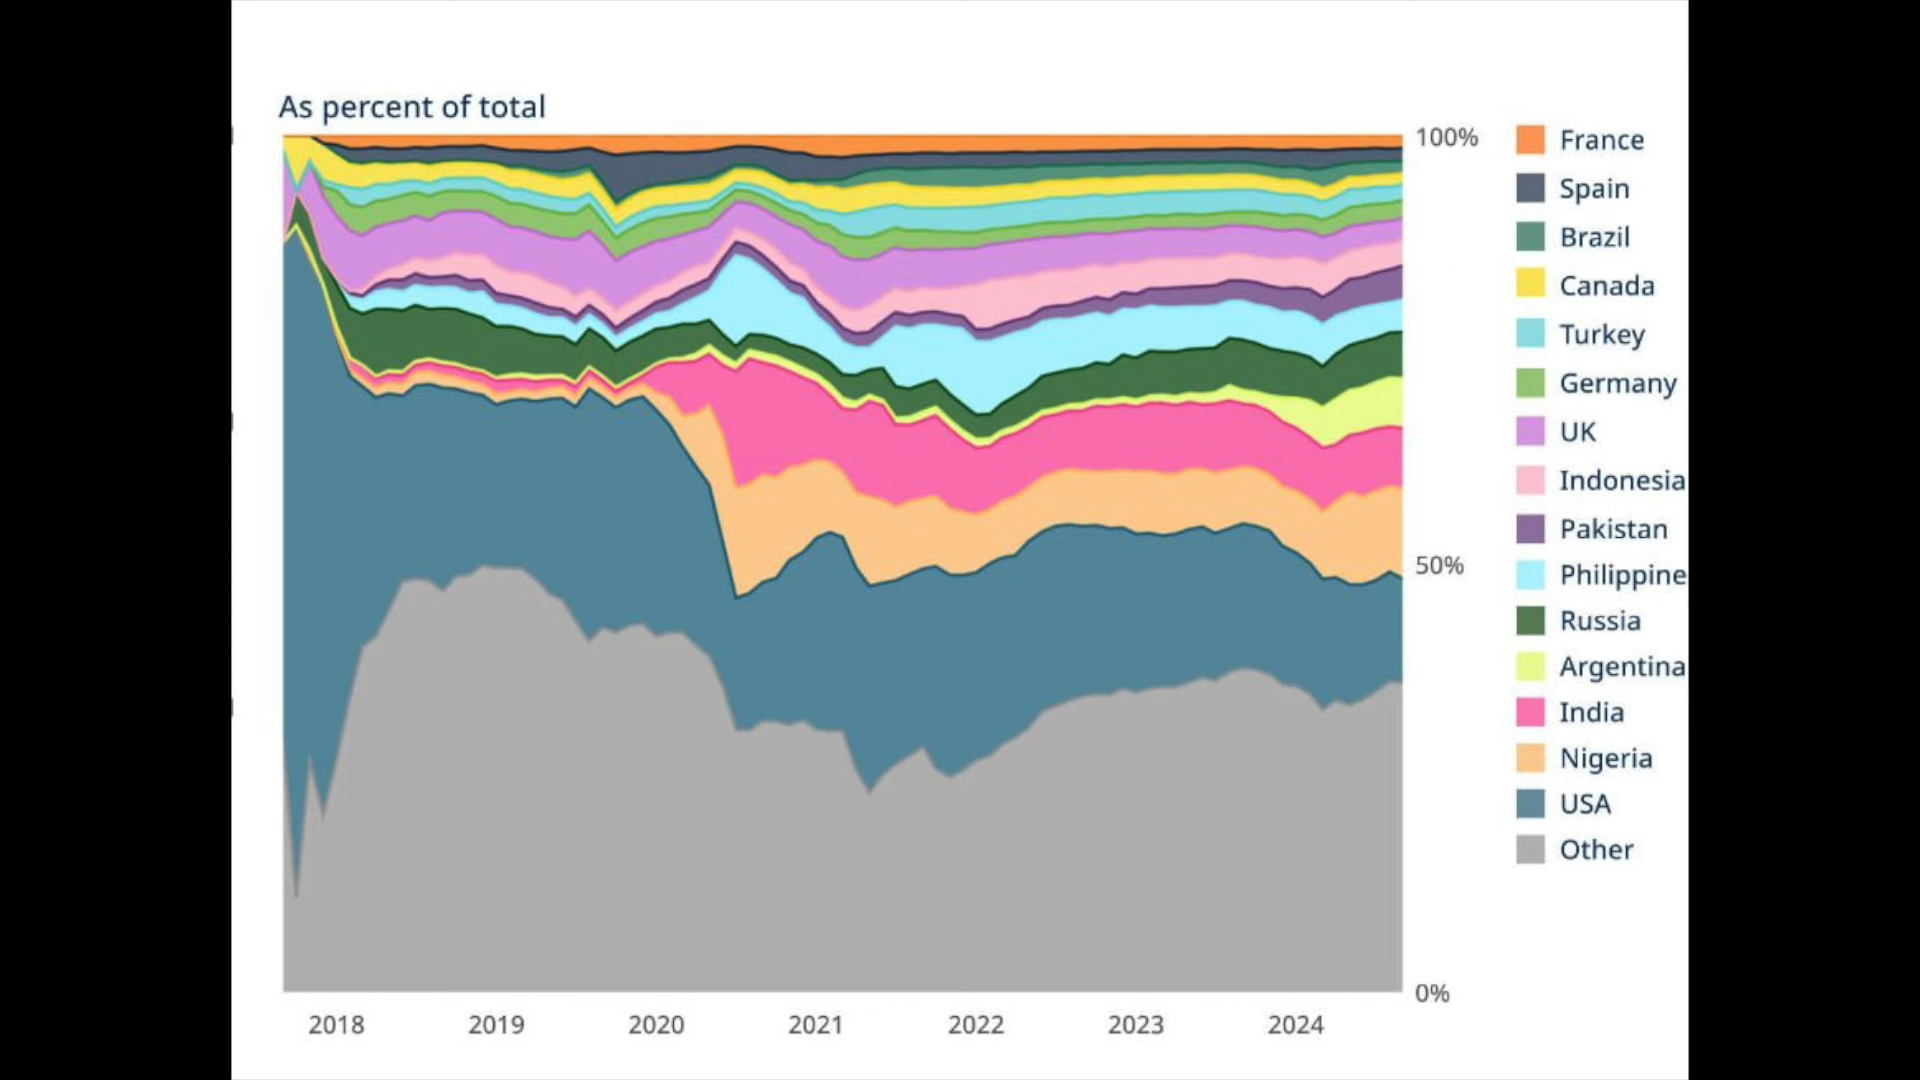 As percent of total
100%
50%
0%
2018 2019 2020 2021 2022 2023 2024
France
Spain
Brazil
Canada
Turkey
Germany
UK
Indonesia
Pakistan
Philippine
Russia
Argentina
India
Nigeria
USA
Other